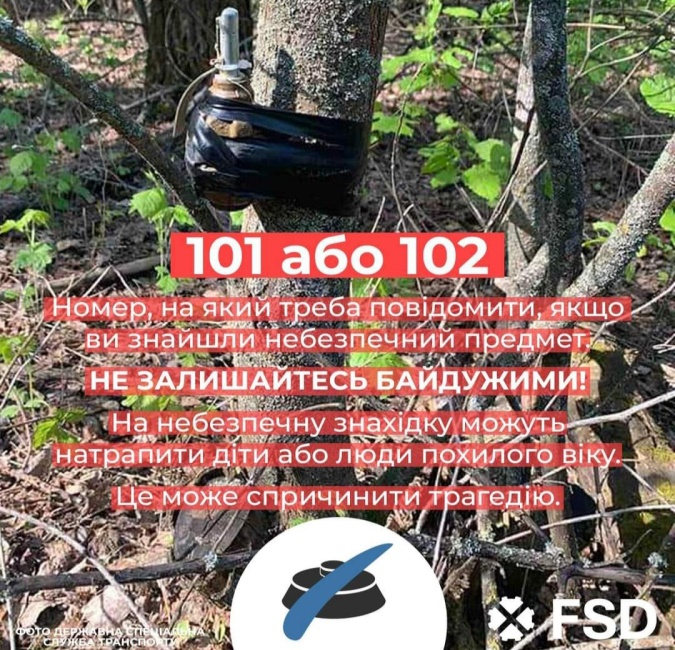 101 або 102
Номер, на який треба повідомити, якщо
ви знайшли небезпечний предмет.
НЕ ЗАЛИШАЙТЕСЬ БАЙДУЖИМИ!
На небезпечну знахідку можуть
натрапити діти або люди похилого віку.
Це може спричинити трагедію.
FSD
ФОТО ДЕРЖАВНА СПЕЦІАЛЬНА
СЛУЖБА ТРАНСПОРТУ